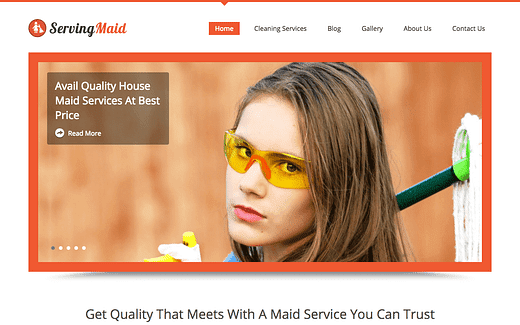 ServingMaid
Home Cleaning Services Blog Gallery About Us Contact Us
Avail Quality House
Maid Services At Best
Price
Read More
Get Quality That Meets With A Maid Service You Can Trust